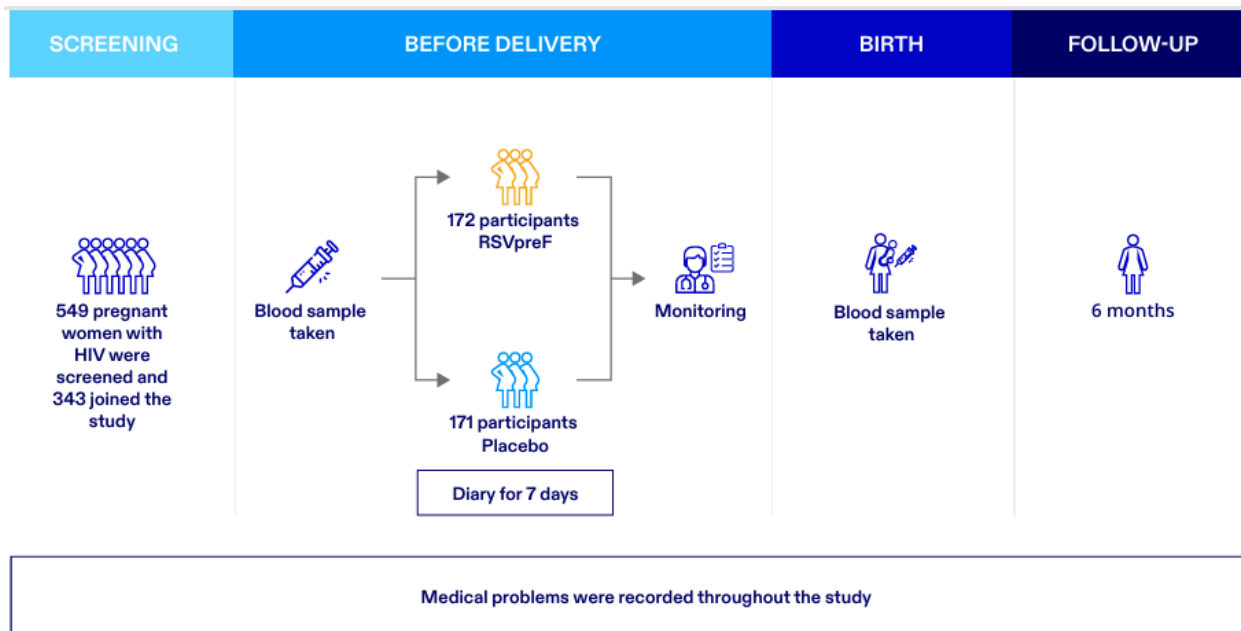 SCREENING
BEFORE DELIVERY
BIRTH
FOLLOW-UP
549 pregnant
women with
HIV were
screened and
343 joined the
study
Blood sample
taken
172 participants
RSVpreF
171 participants
Placebo
Diary for 7 days
Monitoring
Blood sample
taken
6 months
Medical problems were recorded throughout the study